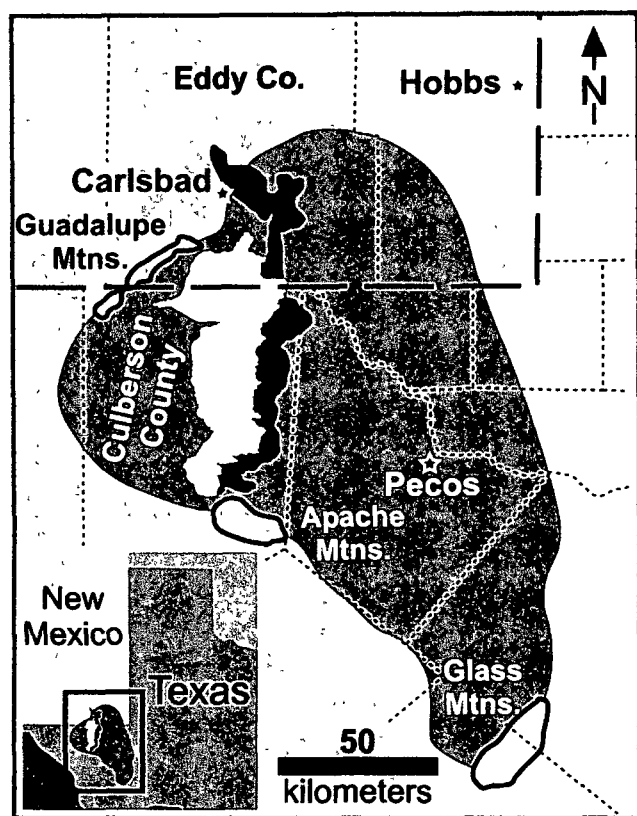 Eddy Co.
Hobbs
N
Carlsbad
Guadalupe
Mtns.
Culberson
County
Pecos
Apache
Mtns.
New
Mexico
Texas
Glass
Mtns.
50
kilometers